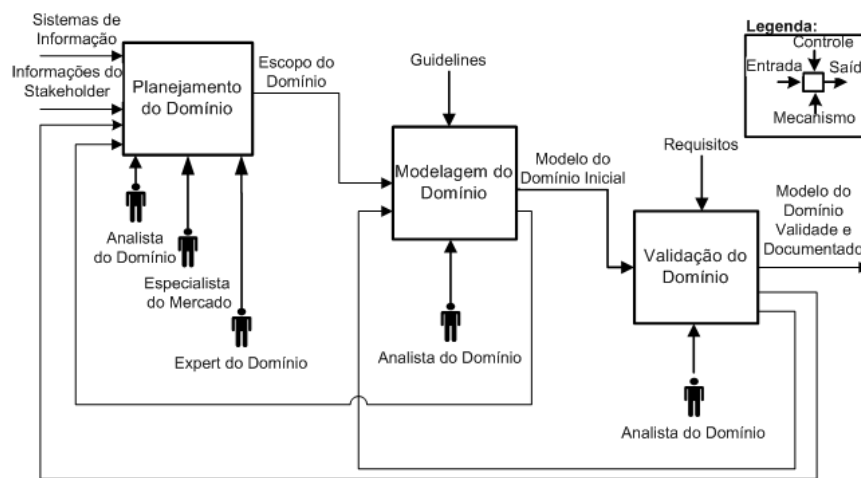 Sistemas de
Informação
Informações do
Stakeholder
Planejamento
do Domínio
Escopo do
Domínio
Analista
do Domínio
Especialista
do Mercado
Expert do Domínio
Guidelines
Modelagem do
Domínio
Modelo do
Domínio Inicial
Analista do Domínio
Requisitos
Validação do
Domínio
Modelo do
Domínio
Validade e
Documentado
Analista do Domínio
Legenda:
Controle
Entrada
Saíd
Mecanismo